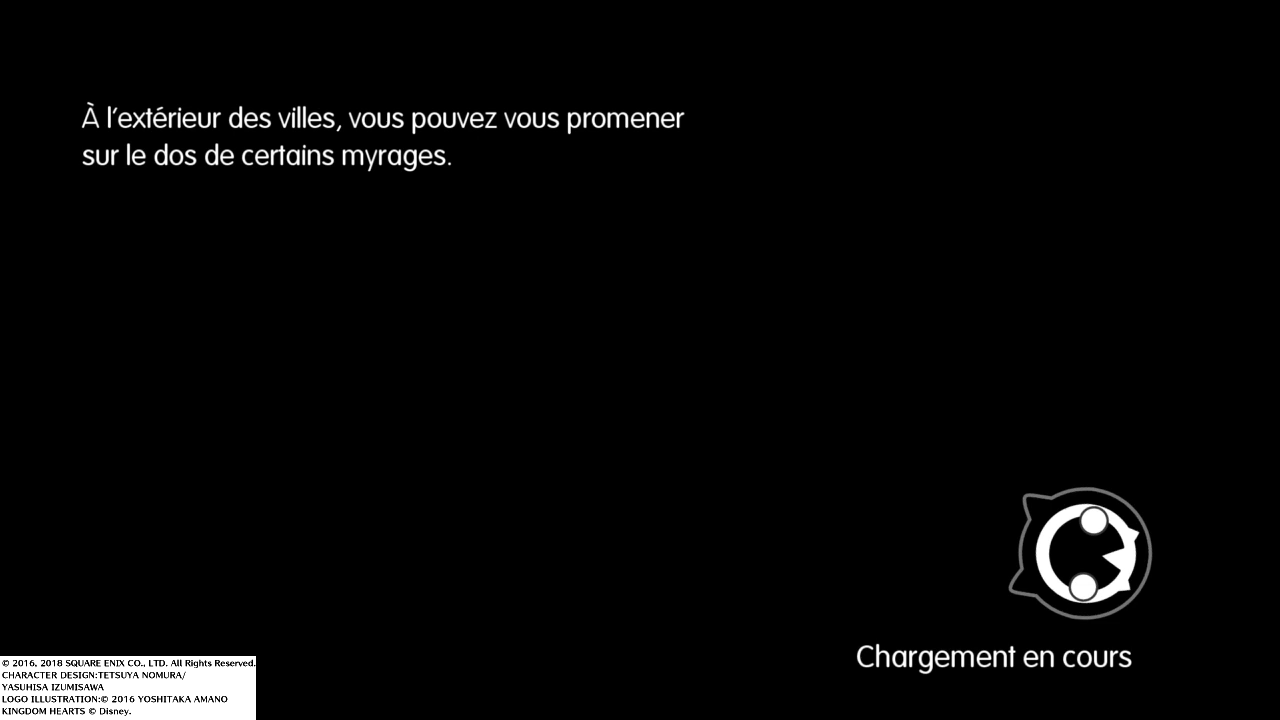 À l'extérieur des villes, vous pouvez vous promener
sur le dos de certains myrages.
Chargement en cours
© 2016, 2018 SQUARE ENIX CO., LTD. All Rights Reserved.
CHARACTER DESIGN:TETSUYA NOMURA/
YASUHISA IZUMISAWA
LOGO ILLUSTRATION:© 2016 YOSHITAKA AMANO
KINGDOM HEARTS © Disney.